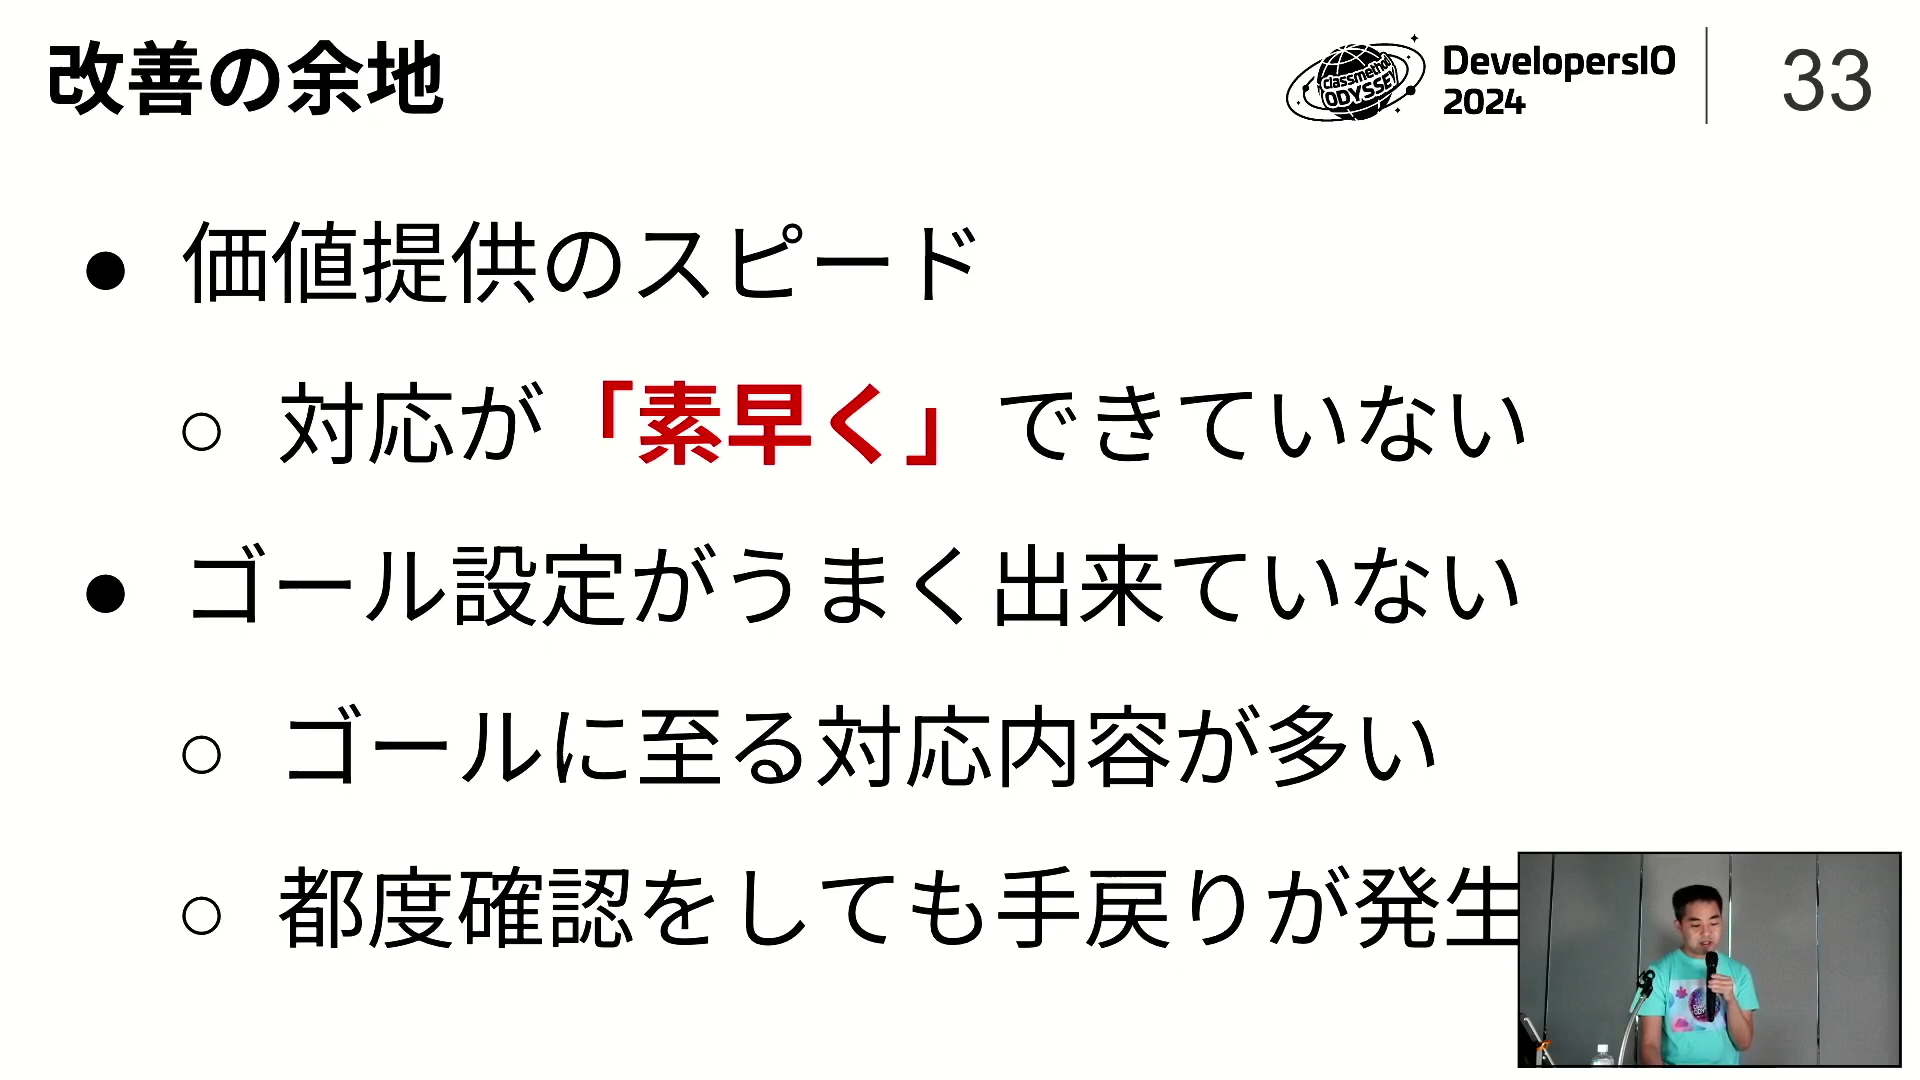 改善の余地
classmethod
ODYSSEY
DevelopersIO
2024
33
● 価値提供のスピード
○ 対応が「素早く」できていない
● ゴール設定がうまく出来ていない
○ ゴールに至る対応内容が多い
○ 都度確認をしても手戻りが発生